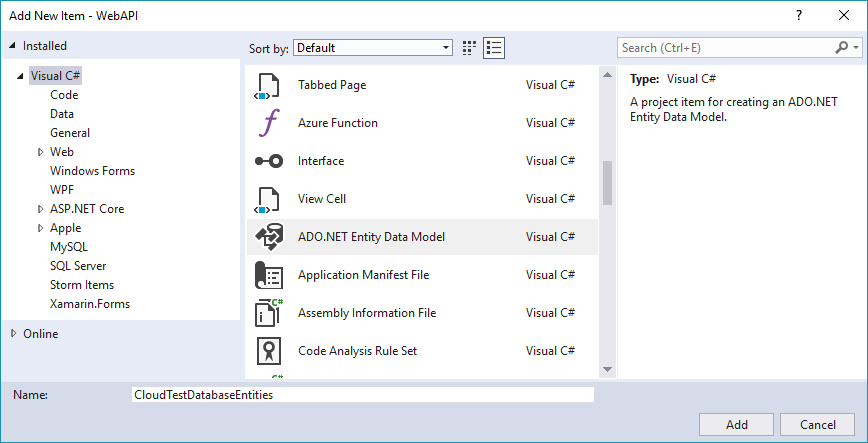 Add New Item - WebAPI
?
Installed
Sort by: Default
Search (Ctrl+E)
Visual C#
Code
Data
General
Web
Windows Forms
WPF
ASP.NET Core
Apple
MySQL
SQL Server
Storm Items
Xamarin.Forms
Online
Tabbed Page Visual C#
Azure Function Visual C#
Interface Visual C#
View Cell Visual C#
ADO.NET Entity Data Model Visual C#
Application Manifest File Visual C#
C#
Assembly Information File Visual C#
Code Analysis Rule Set Visual C#
C#
Type: Visual C#
A project item for creating an ADO.NET
Entity Data Model.
Name: CloudTestDatabaseEntities
Add
Cancel